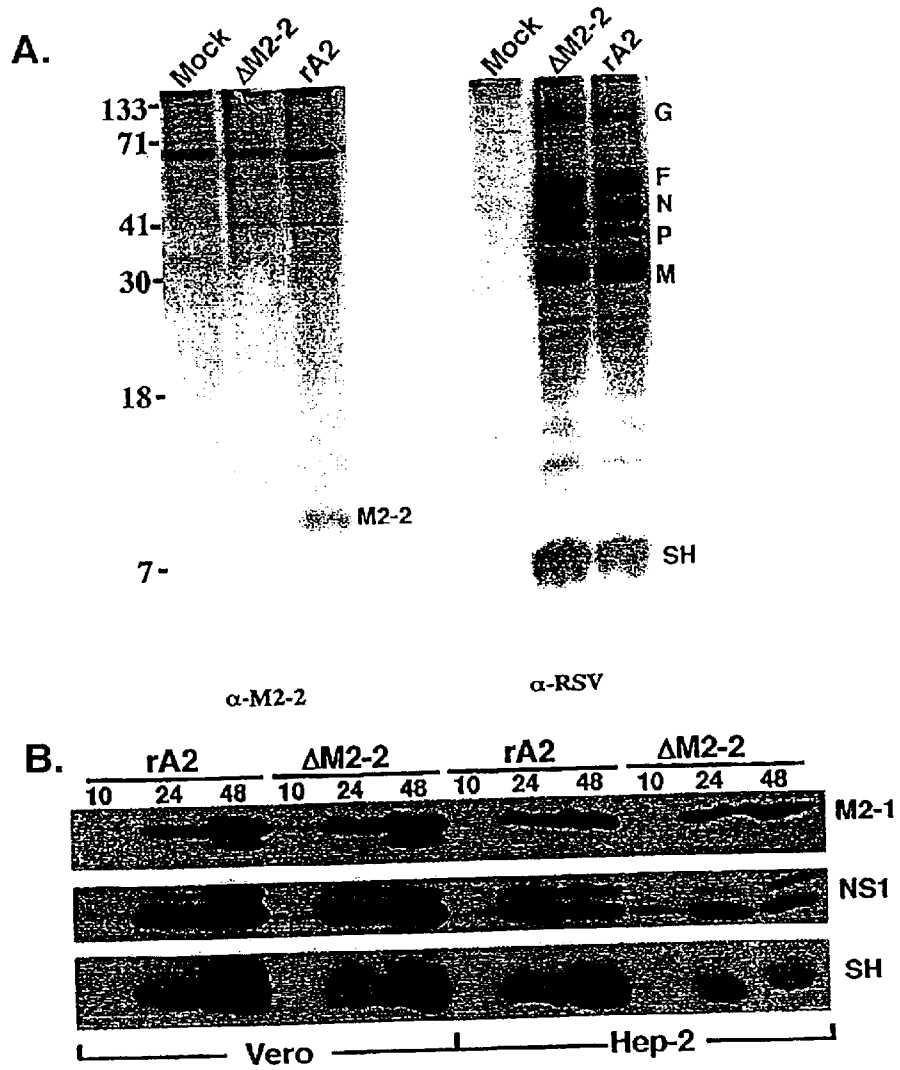 A.
Mock ΔM2-2 rA2
Mock ΔM2-2 rA2
133-
71-
41-
30-
18-
7-
M2-2
G
F
N
P
M
SH
α-M2-2
α-RSV
B.
rA2 ΔM2-2 rA2 ΔM2-2
10 24 48 10 24 48 10 24 48 10 24 48
M2-1
NS1
SH
Vero Hep-2